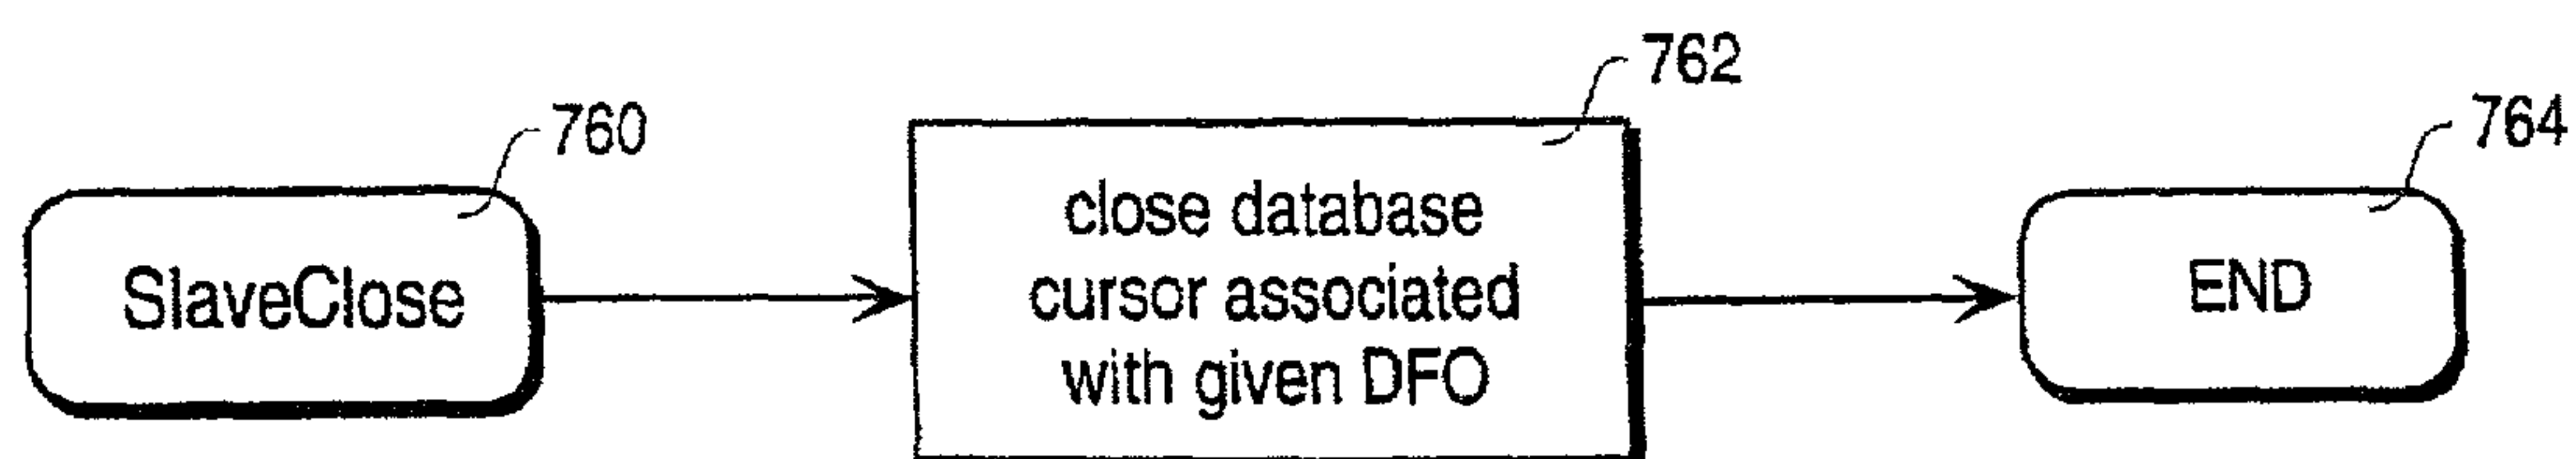 760
SlaveClose
762
close database
cursor associated
with given DFO
764
END